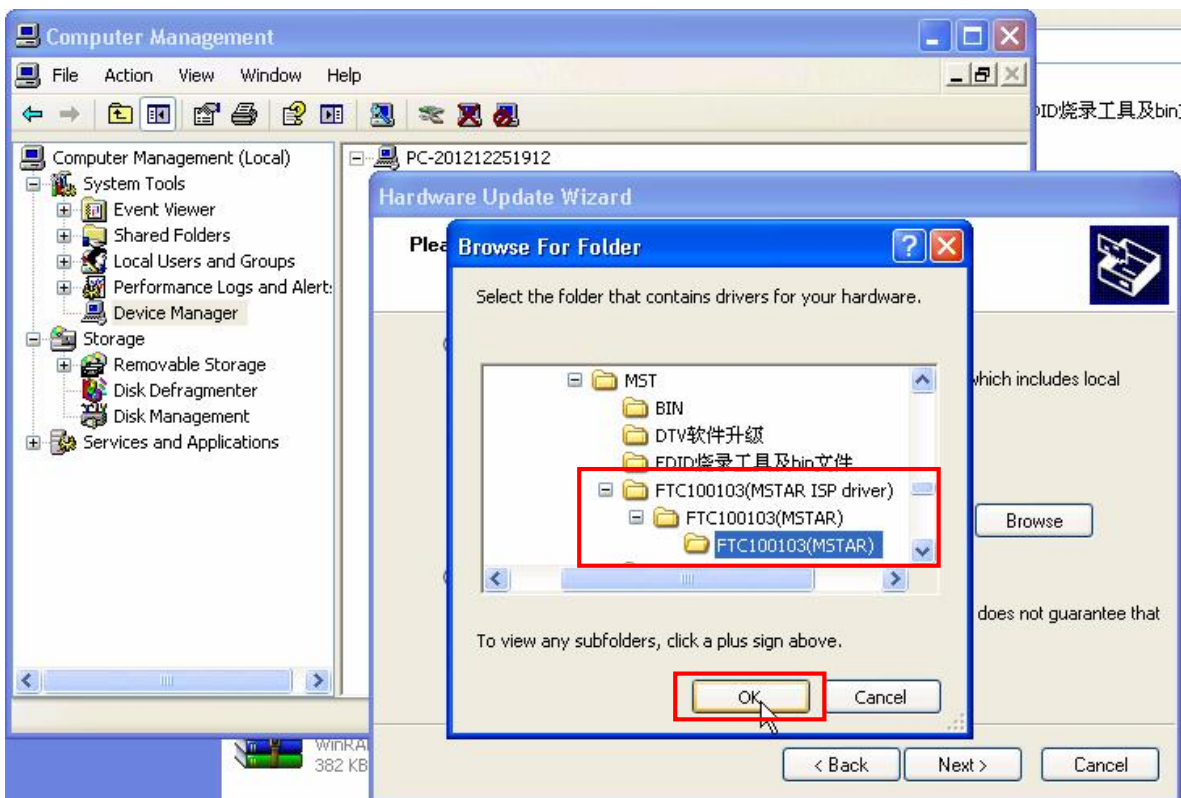 Computer Management
File Action View Window Help
DID烧录工具及bin
Computer Management (Local)
System Tools
Event Viewer
Shared Folders
Local Users and Groups
Performance Logs and Alert
Device Manager
Storage
Removable Storage
Disk Defragmenter
Disk Management
Services and Applications
PC-201212251912
Hardware Update Wizard
Plea
Browse For Folder
Select the folder that contains drivers for your hardware.
MST
BIN
DTV软件升级
EDID烧录工具及bin文件
FTC100103(MSTAR ISP driver)
FTC100103(MSTAR)
FTC100103(MSTAR)
To view any subfolders, click a plus sign above.
OK Cancel
which includes local
Browse
does not guarantee that
WinRA
382 KB
< Back Next > Cancel